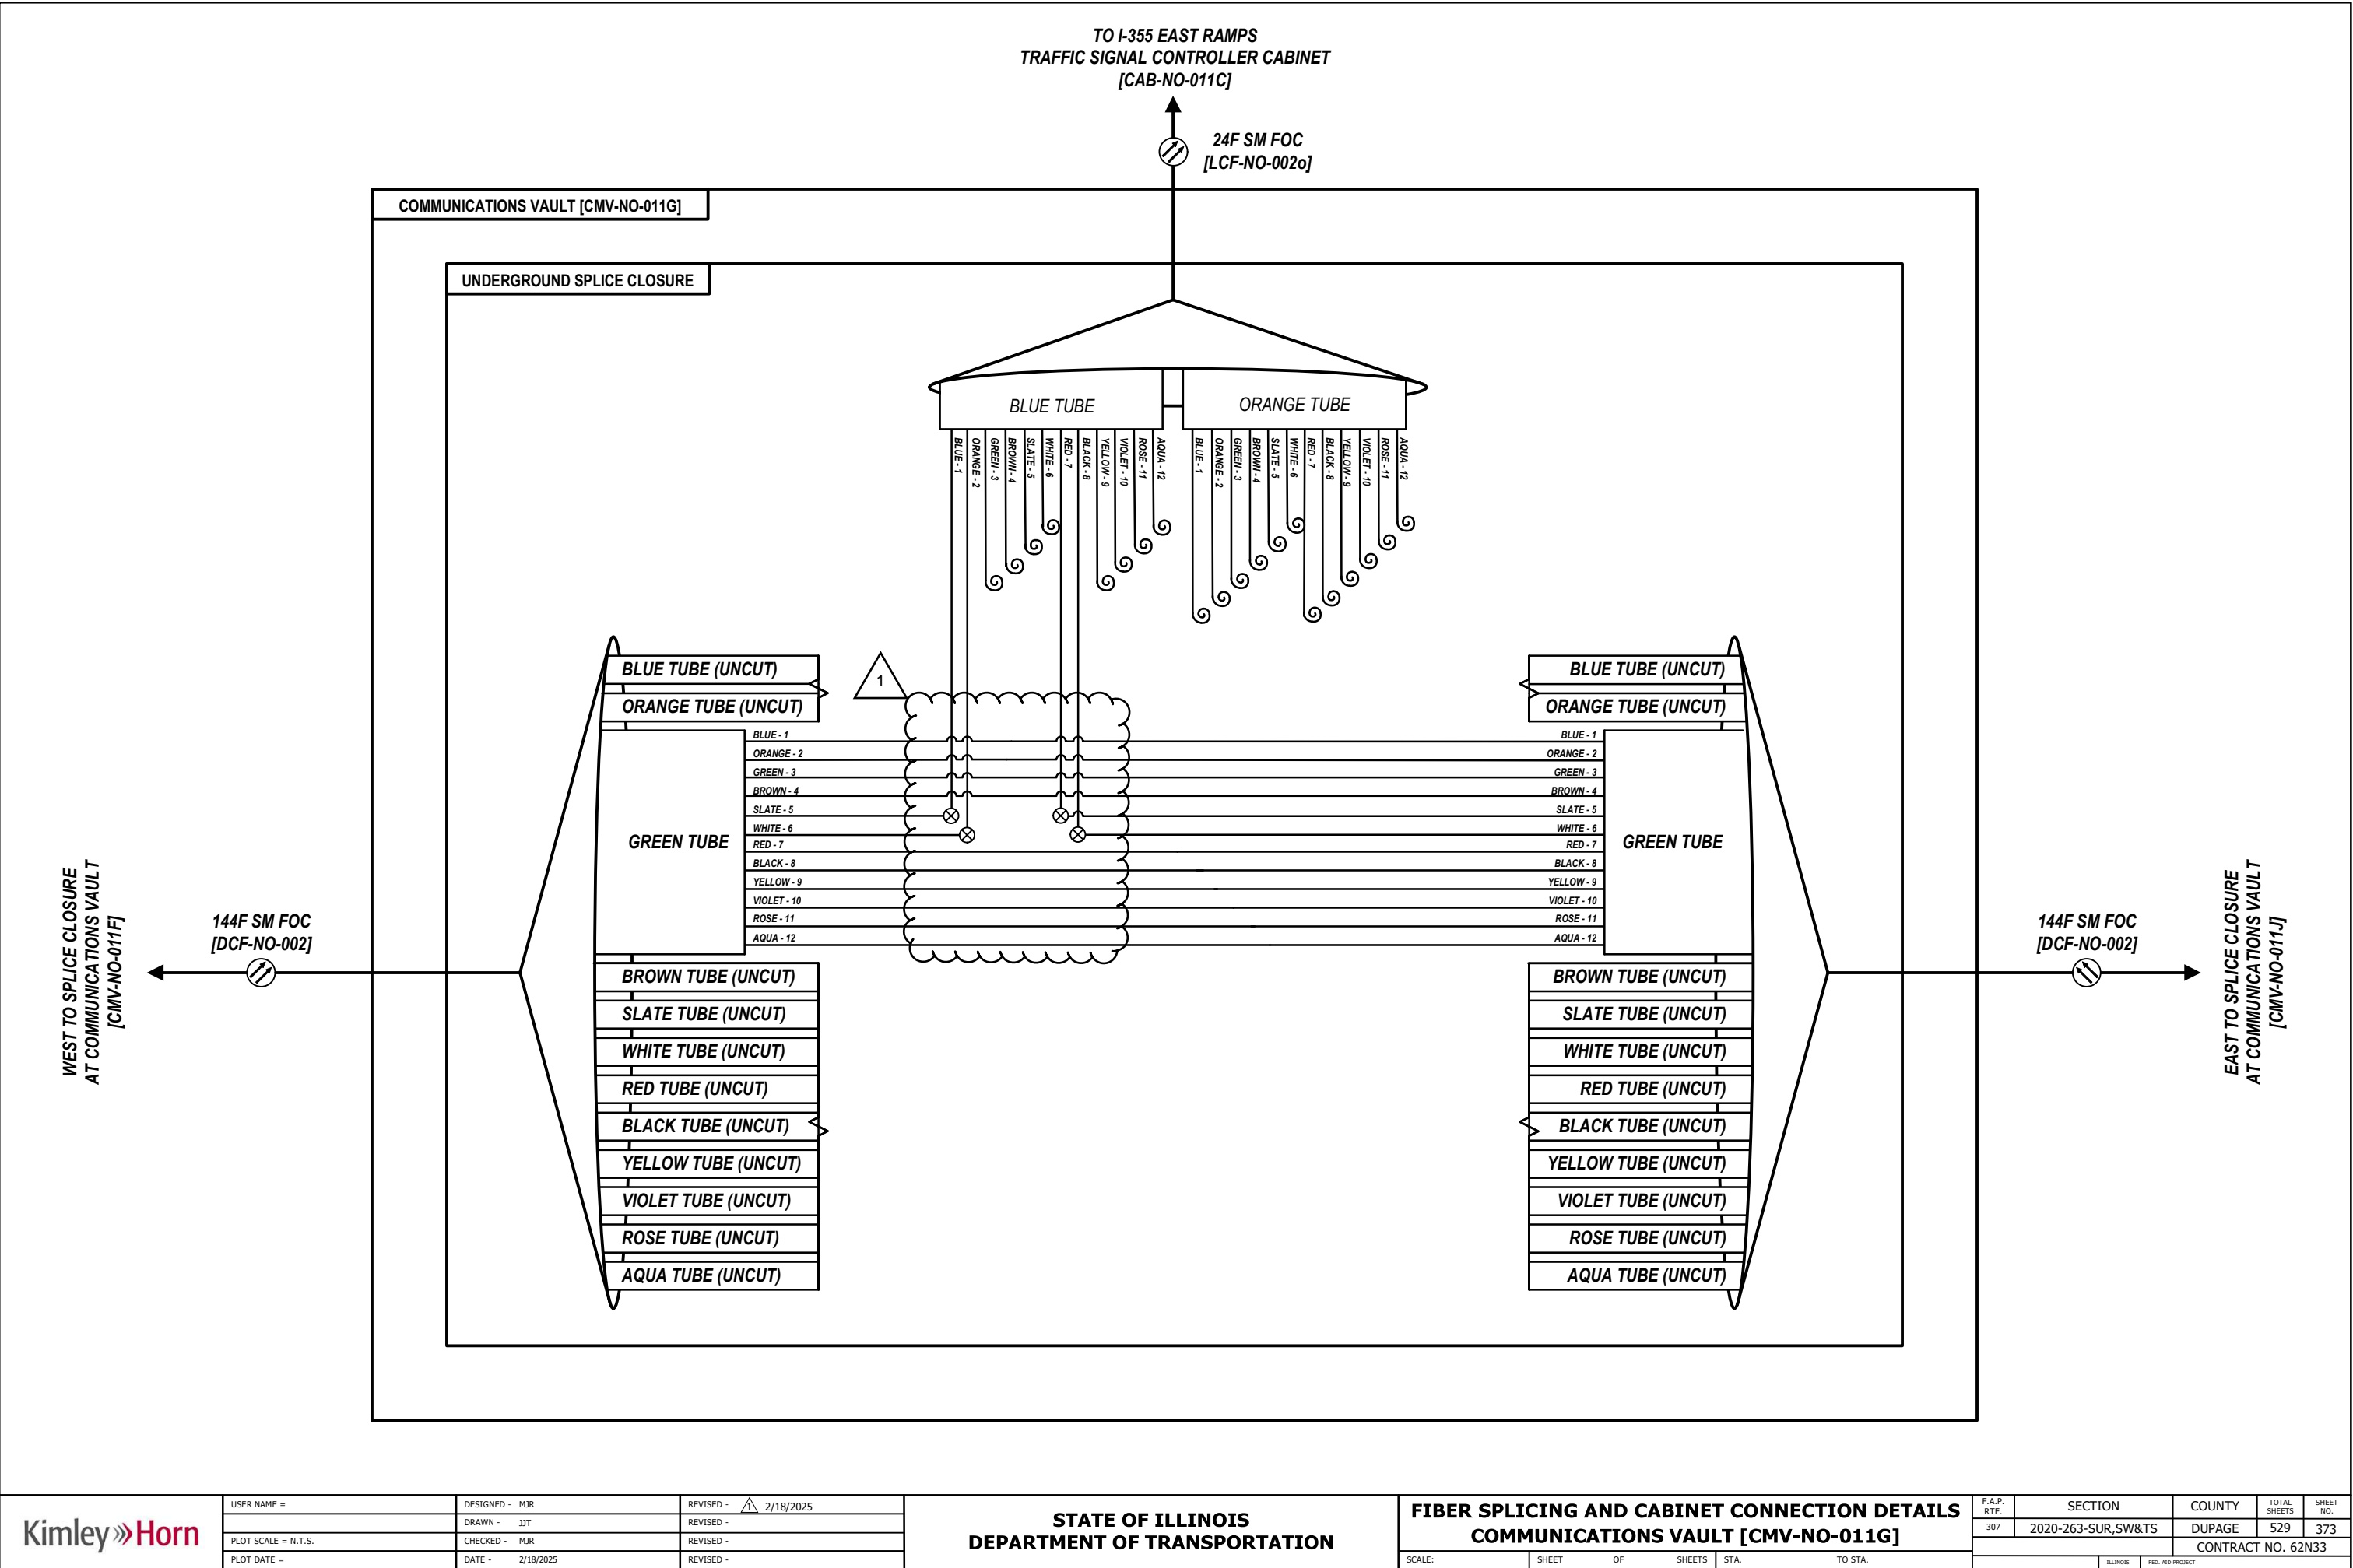 TO I-355 EAST RAMPS
TRAFFIC SIGNAL CONTROLLER CABINET
[CAB-NO-011C]
24F SM FOC
[LCF-NO-002o]
COMMUNICATIONS VAULT [CMV-NO-011G]
UNDERGROUND SPLICE CLOSURE
BLUE TUBE
ORANGE TUBE
BLUE - 1
ORANGE - 2
GREEN - 3
BROWN - 4
SLATE - 5
WHITE - 6
RED - 7
BLACK - 8
YELLOW - 9
VIOLET - 10
ROSE - 11
AQUA - 12
BLUE - 1
ORANGE - 2
GREEN - 3
BROWN - 4
SLATE - 5
WHITE - 6
RED - 7
BLACK - 8
YELLOW - 9
VIOLET - 10
ROSE - 11
AQUA - 12
1
BLUE TUBE (UNCUT)
ORANGE TUBE (UNCUT)
GREEN TUBE
BLUE - 1
ORANGE - 2
GREEN - 3
BROWN - 4
SLATE - 5
WHITE - 6
RED - 7
BLACK - 8
YELLOW - 9
VIOLET - 10
ROSE - 11
AQUA - 12
BROWN TUBE (UNCUT)
SLATE TUBE (UNCUT)
WHITE TUBE (UNCUT)
RED TUBE (UNCUT)
BLACK TUBE (UNCUT)
YELLOW TUBE (UNCUT)
VIOLET TUBE (UNCUT)
ROSE TUBE (UNCUT)
AQUA TUBE (UNCUT)
BLUE TUBE (UNCUT)
ORANGE TUBE (UNCUT)
BLUE - 1
ORANGE - 2
GREEN - 3
BROWN - 4
SLATE - 5
WHITE - 6
RED - 7
BLACK - 8
YELLOW - 9
VIOLET - 10
ROSE - 11
AQUA - 12
GREEN TUBE
BROWN TUBE (UNCUT)
SLATE TUBE (UNCUT)
WHITE TUBE (UNCUT)
RED TUBE (UNCUT)
BLACK TUBE (UNCUT)
YELLOW TUBE (UNCUT)
VIOLET TUBE (UNCUT)
ROSE TUBE (UNCUT)
AQUA TUBE (UNCUT)
WEST TO SPLICE CLOSURE
AT COMMUNICATIONS VAULT
[CMV-NO-011F]
144F SM FOC
[DCF-NO-002]
144F SM FOC
[DCF-NO-002]
EAST TO SPLICE CLOSURE
AT COMMUNICATIONS VAULT
[CMV-NO-011J]
Kimley»Horn
USER NAME =
PLOT SCALE = N.T.S.
PLOT DATE =
DESIGNED - MJR
DRAWN - JJT
CHECKED - MJR
DATE - 2/18/2025
REVISED - 1 2/18/2025
REVISED -
REVISED -
REVISED -
STATE OF ILLINOIS
DEPARTMENT OF TRANSPORTATION
FIBER SPLICING AND CABINET CONNECTION DETAILS
COMMUNICATIONS VAULT [CMV-NO-011G]
SCALE: SHEET OF SHEETS STA. TO STA.
F.A.P. RTE. SECTION COUNTY TOTAL SHEETS SHEET NO.
307 2020-263-SUR,SW&TS DUPAGE 529 373
CONTRACT NO. 62N33
ILLINOIS FED. AID PROJECT